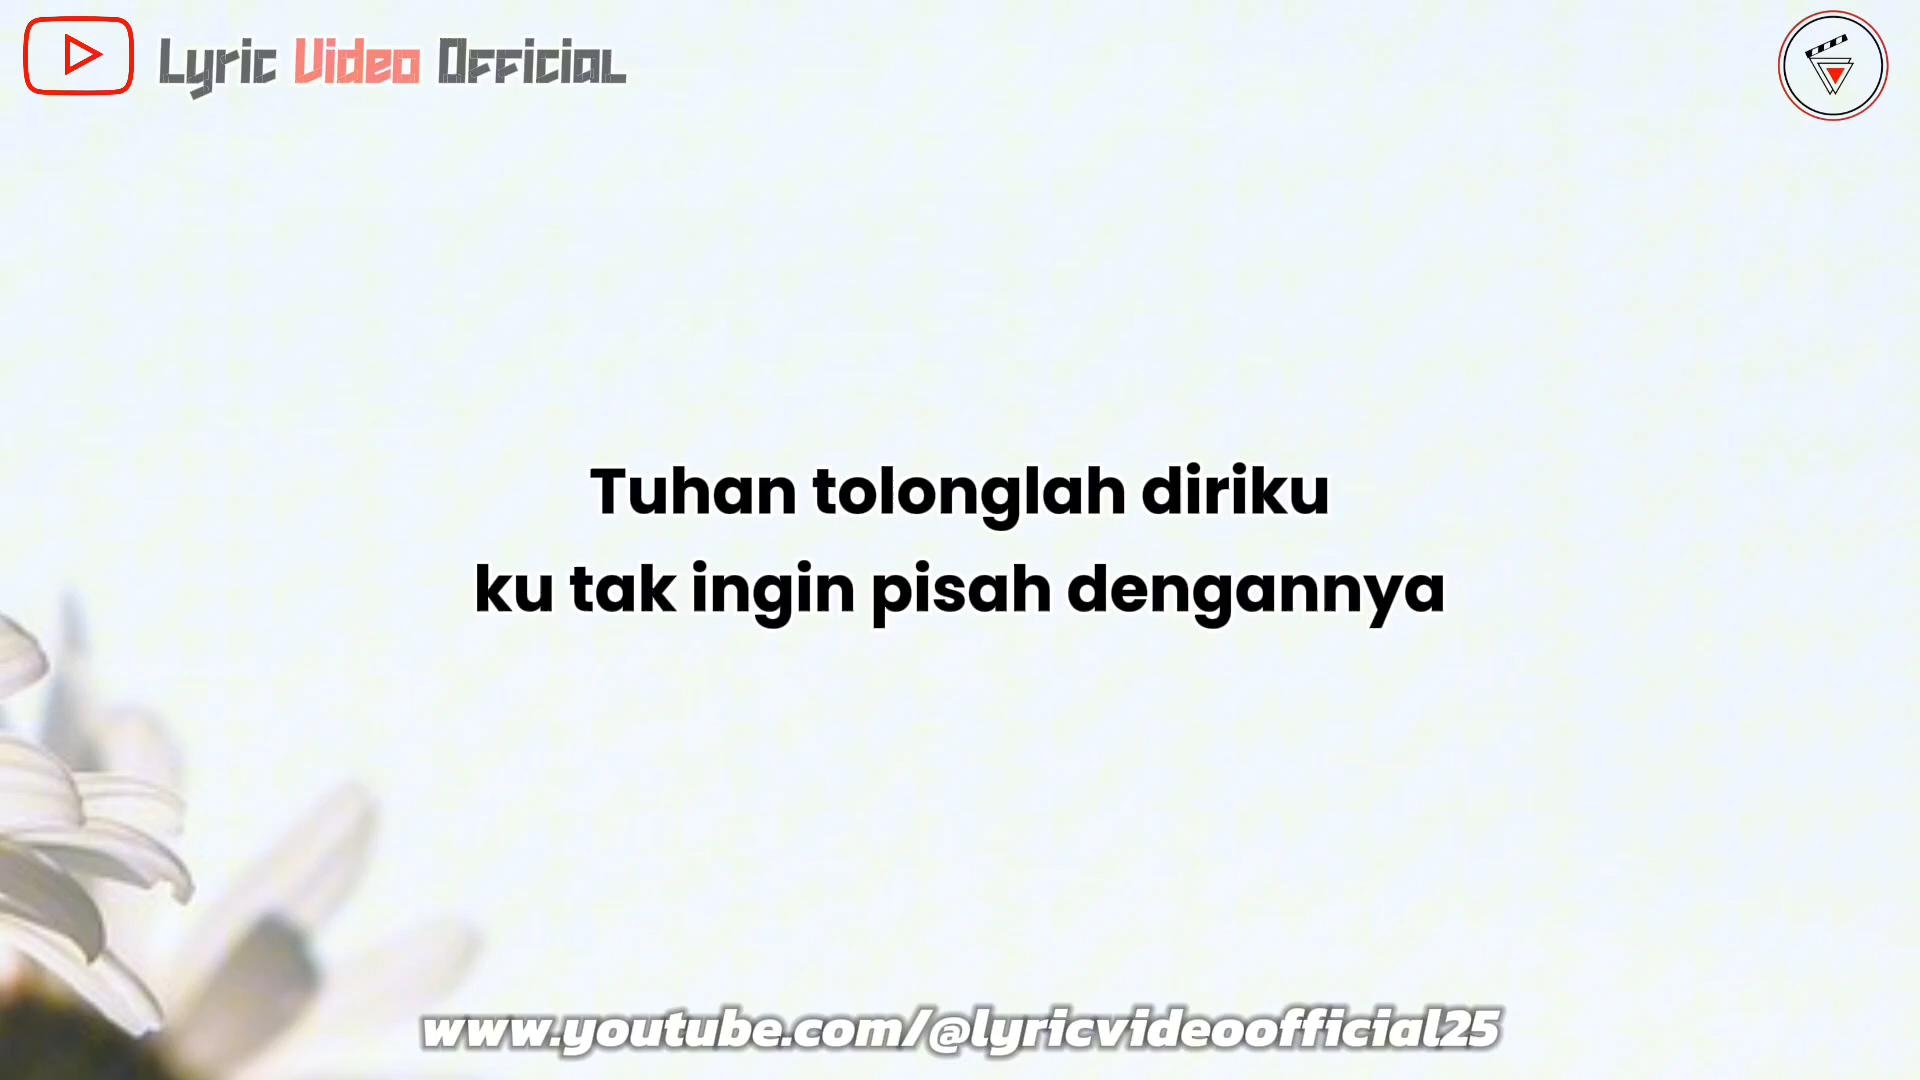 Lyric Video Official
Tuhan tolonglah diriku
ku tak ingin pisah dengannya
www.youtube.com/@lyricvideoofficial25